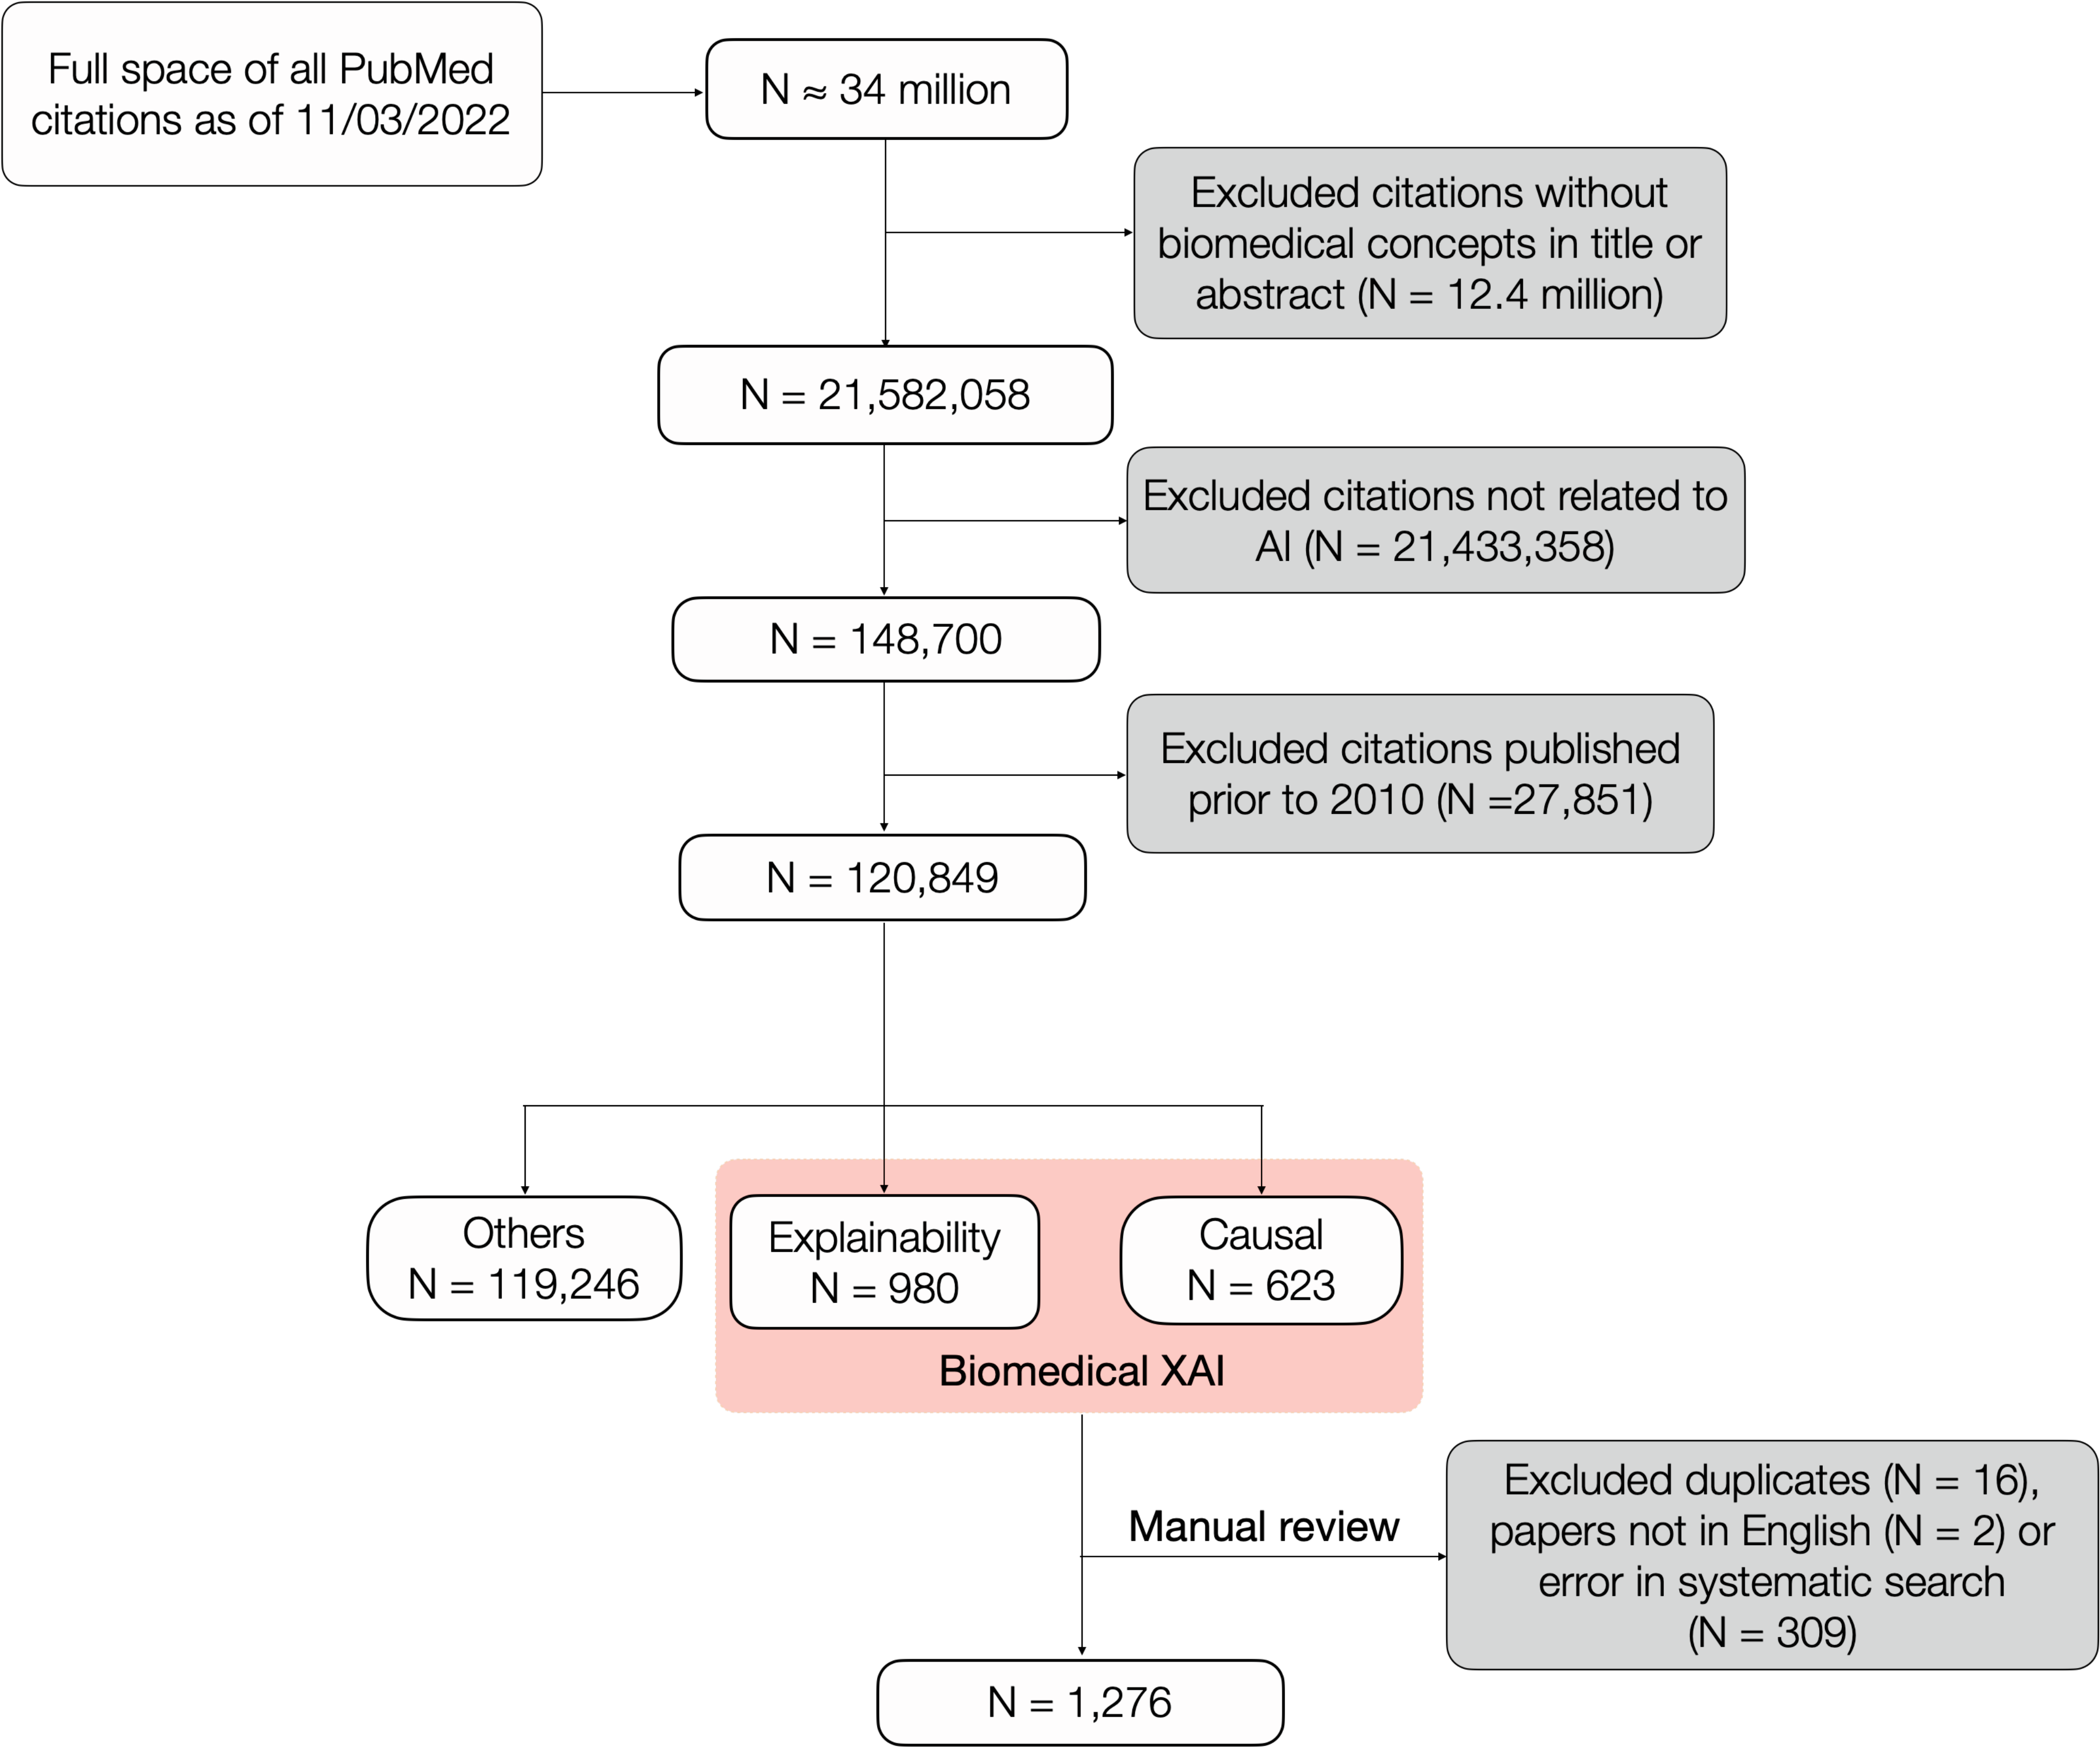 Full space of all PubMed
citations as of 11/03/2022
N ≈ 34 million
Excluded citations without
biomedical concepts in title or
abstract (N = 12.4 million)
N = 21,582,058
Excluded citations not related to
AI (N = 21,433,358)
N = 148,700
Excluded citations published
prior to 2010 (N =27,851)
N = 120,849
Others
N = 119,246
Explainability
N = 980
Causal
N = 623
Biomedical XAI
Manual review
Excluded duplicates (N = 16),
papers not in English (N = 2) or
error in systematic search
(N = 309)
N = 1,276